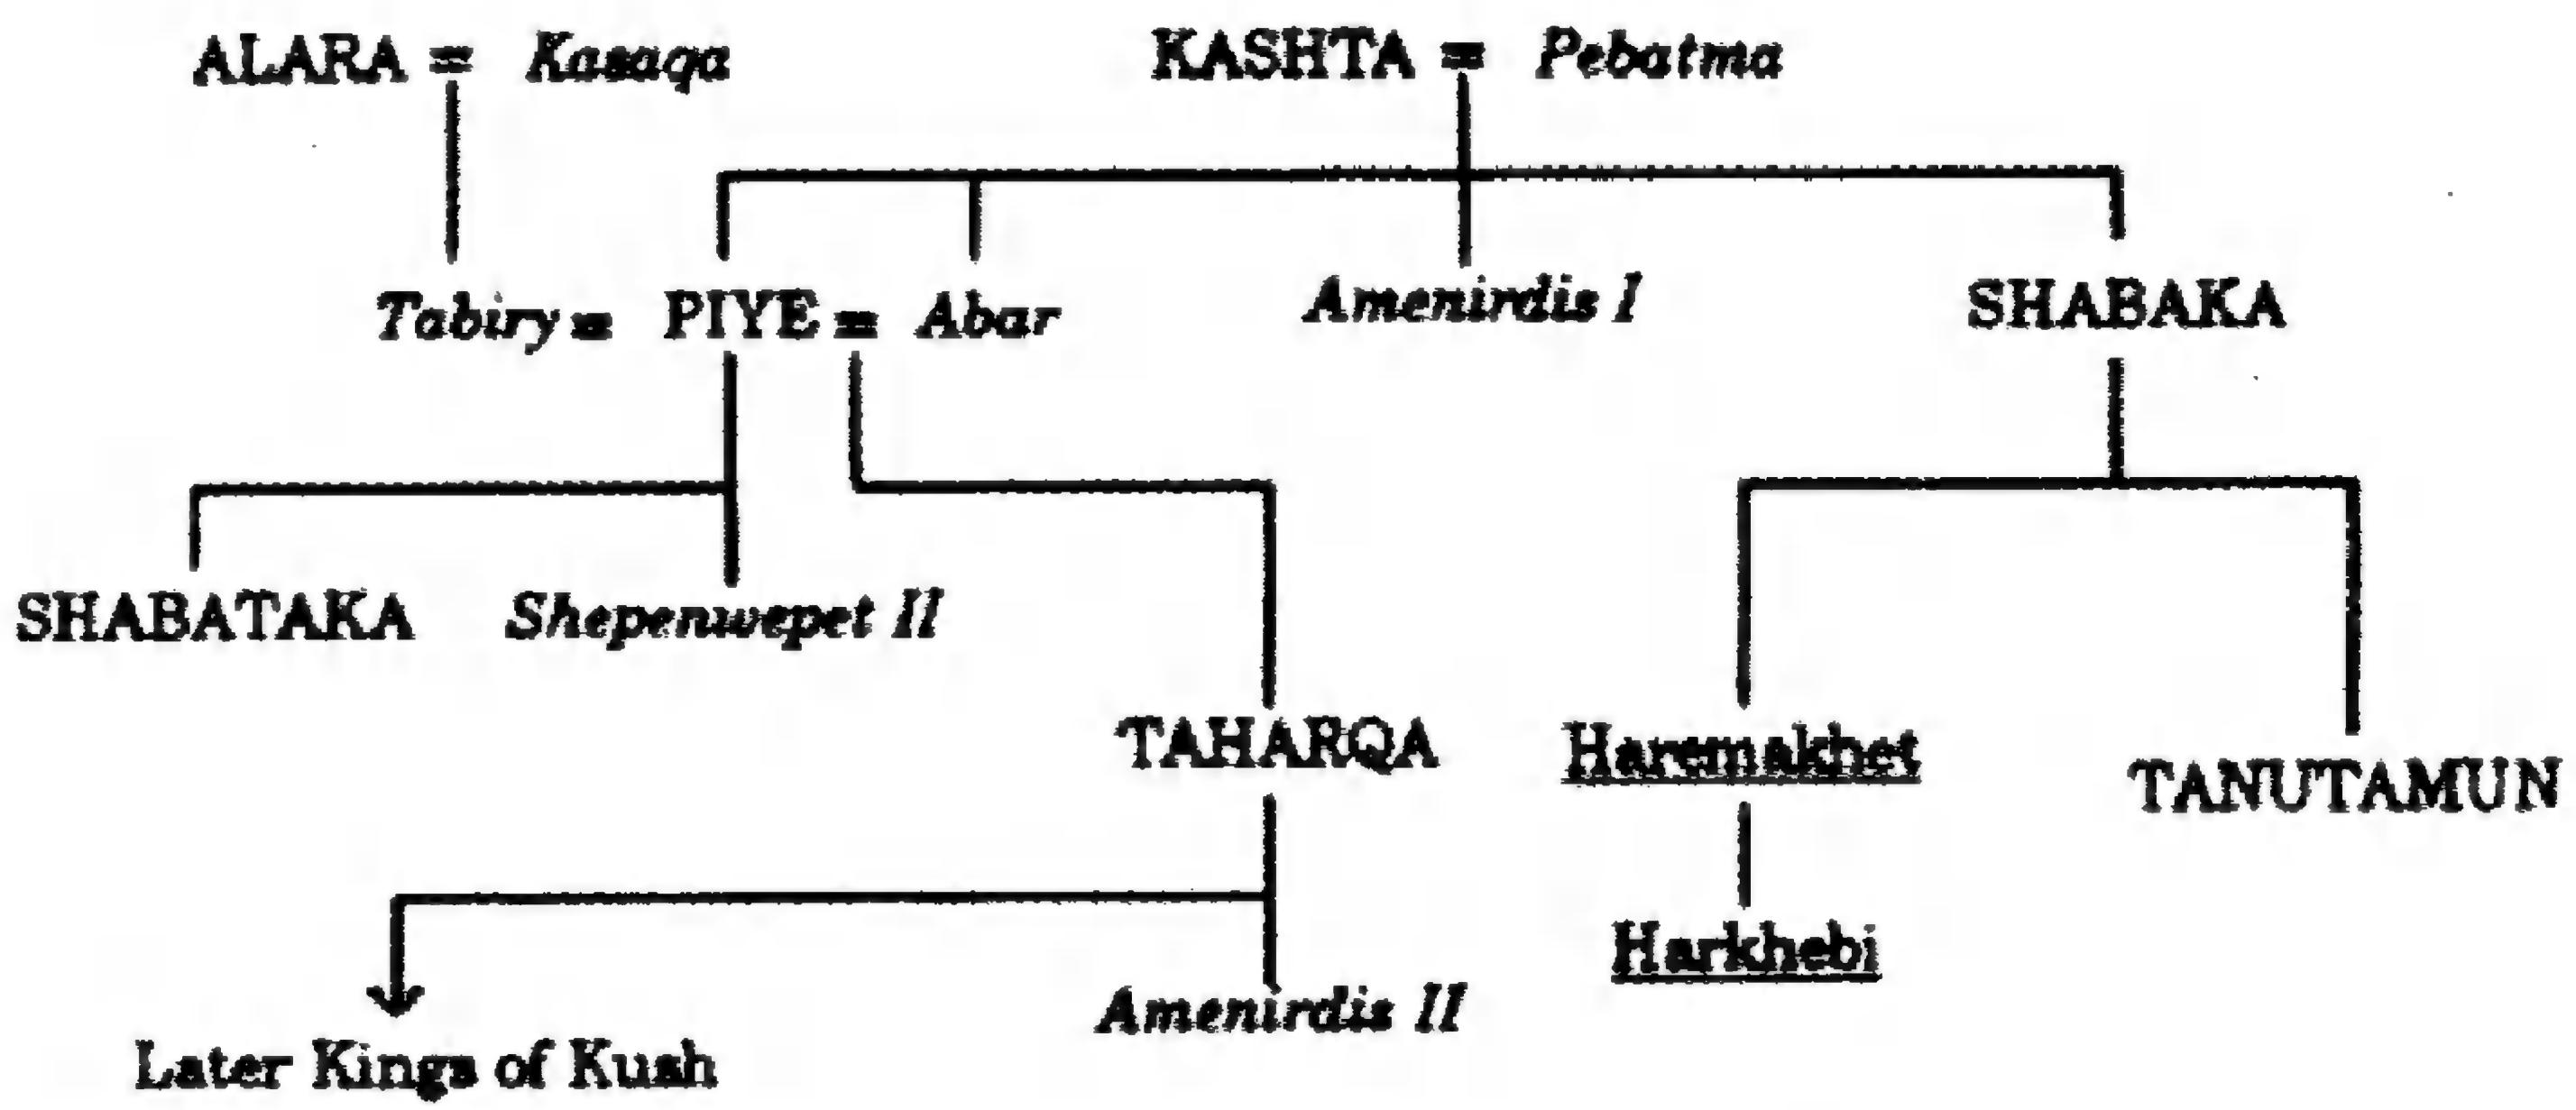 ALARA = Kasaqa KASHTA = Pebatma
Tabiry = PIYE = Abar Amenirdis I SHABAKA
SHABATAKA Shepenwepet II
TAHARQA Haremakhet TANUTAMUN
Harkhebi
Amenirdis II
Later Kings of Kush